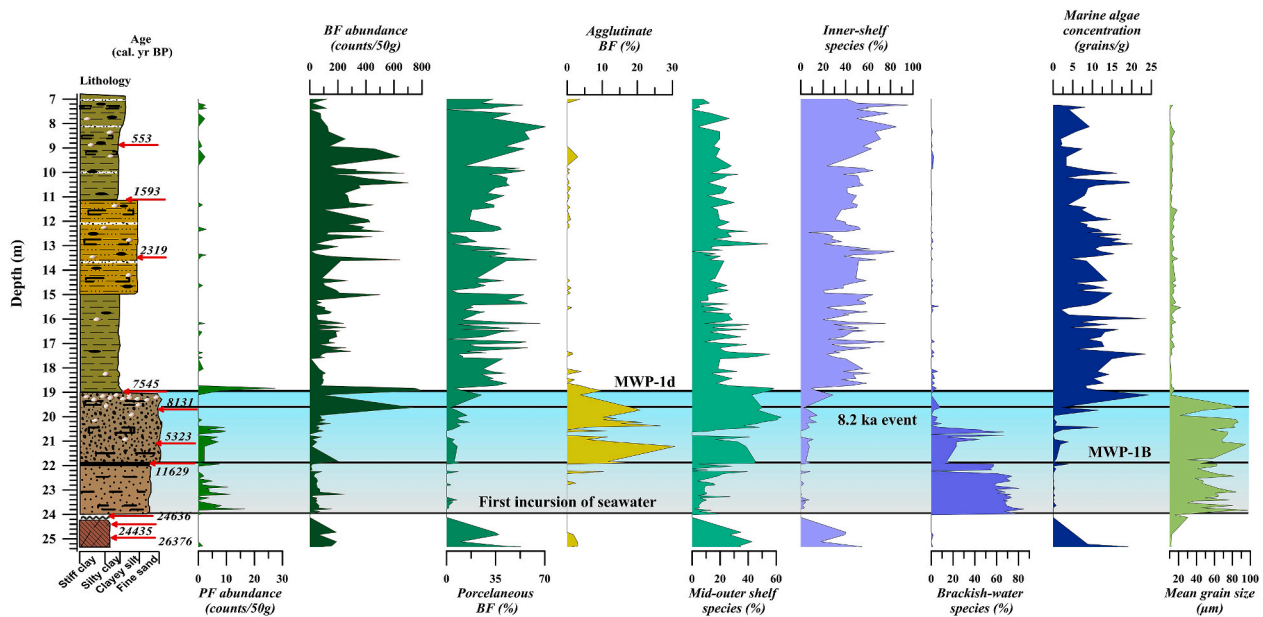 Age
(cal. yr BP)
Lithology
BF abundance
(counts/50g)
0 400 800
Agglutinate
BF (%)
0 10 20 30
Inner-shelf
species (%)
0 20 40 60 80 100
Marine algae
concentration
(grains/g)
0 5 10 15 20 25
Depth (m)
7
8
9
10
11
12
13
14
15
16
17
18
19
20
21
22
23
24
25
553
1593
2319
7545
8131
5323
11629
24636
24435
26376
MWP-1d
8.2 ka event
MWP-1B
First incursion of seawater
Stiff clay
Silty clay
Clayey silt
Fine sand
0 10 20 30
PF abundance
(counts/50g)
0 35 70
Porcelaneous
BF (%)
0 10 20 30 40 50 60
Mid-outer shelf
species (%)
0 20 40 60 80
Brackish-water
species (%)
10 20 40 60 80 100
Mean grain size
(µm)